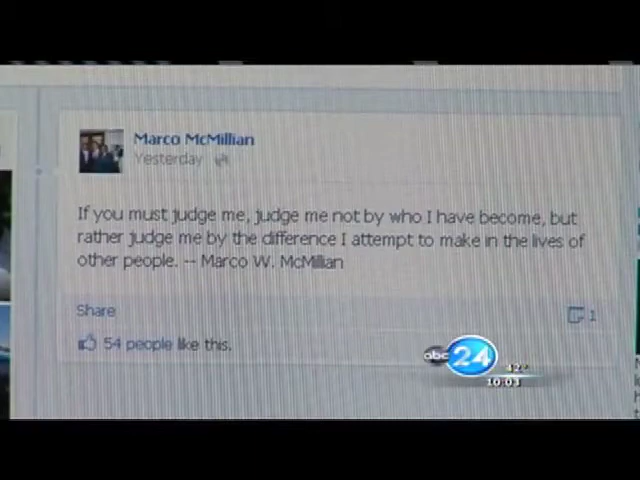 Marco McMillian
Yesterday
If you must judge me, judge me not by who I have become, but
rather judge me by the difference I attempt to make in the lives of
other people. -- Marco W. McMillian
Share
1
54 people like this.
abc 24
42°
10:03